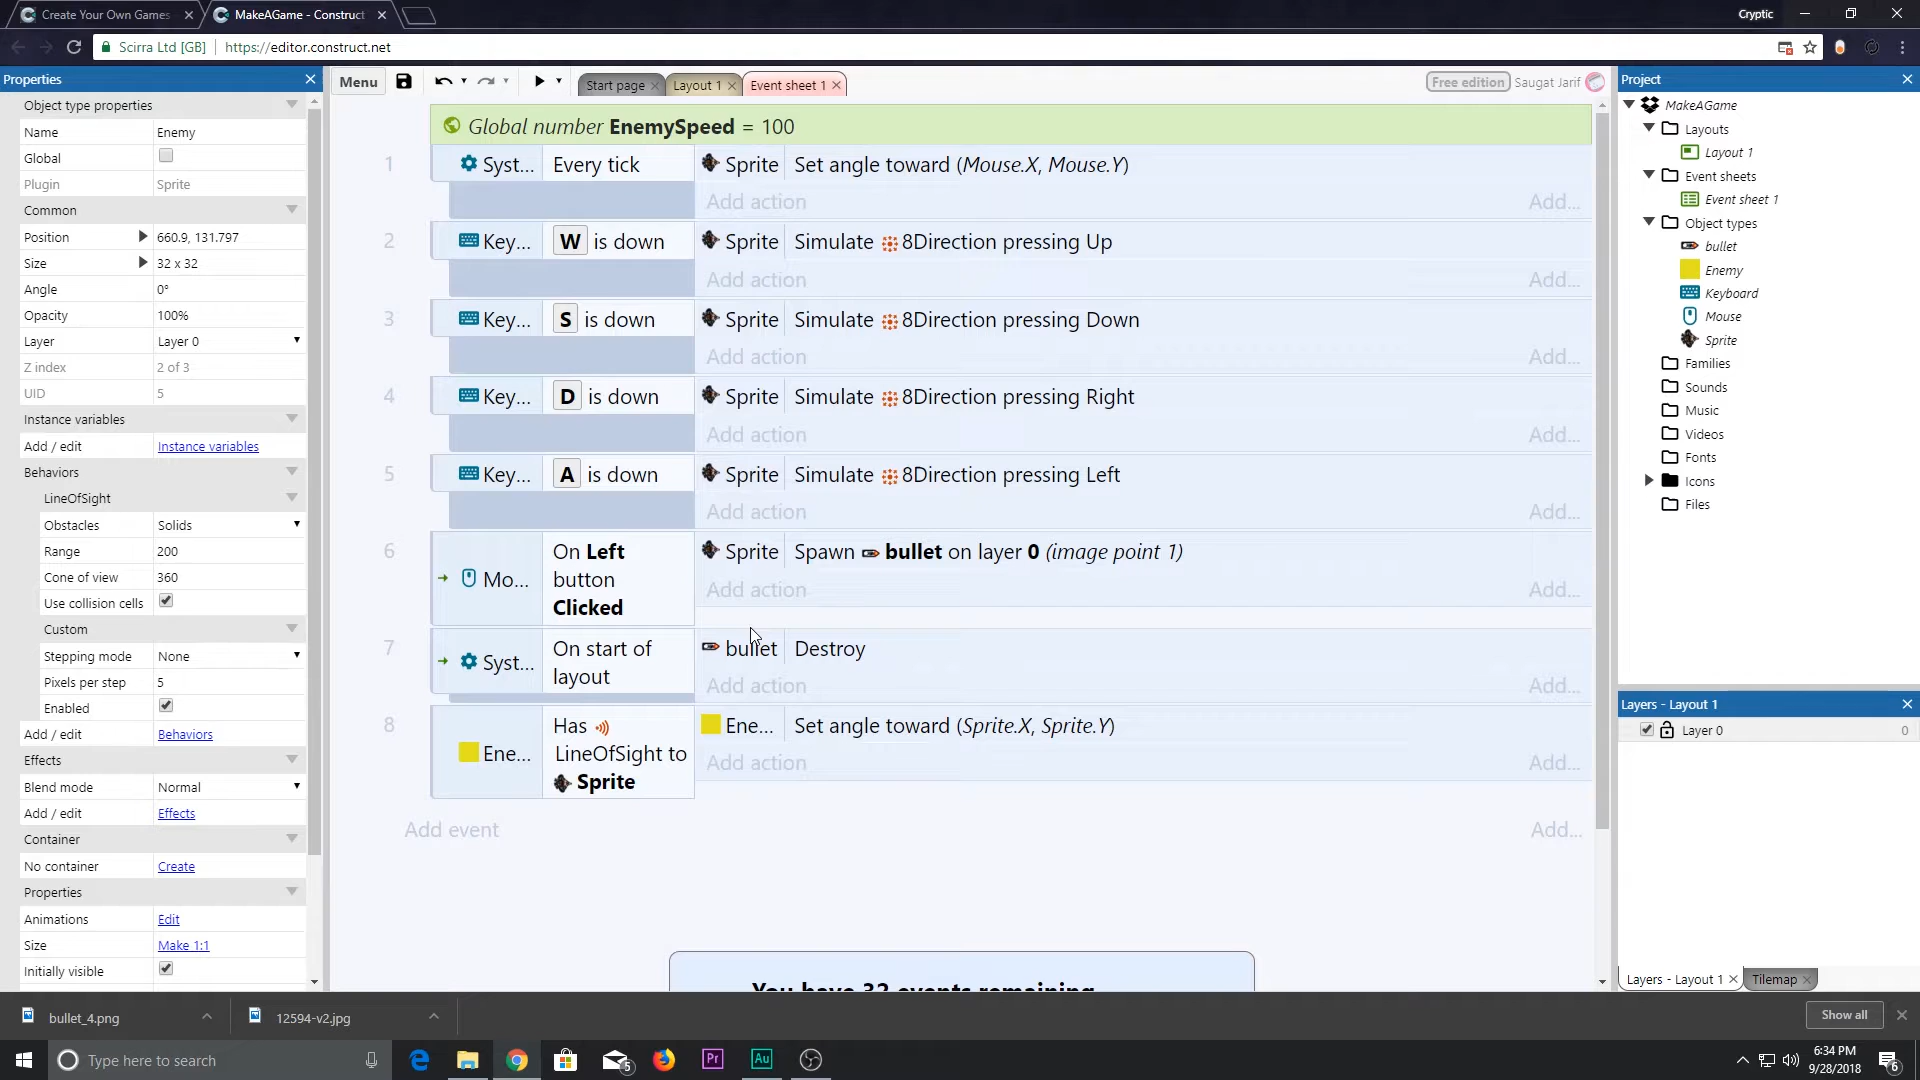 Create Your Own Games
MakeAGame - Construct
Cryptic
Scirra Ltd [GB]
https://editor.construct.net
Properties
Menu
Start page
Layout 1
Event sheet 1
Free edition
Saugat Jarif
Project
Object type properties
Name Enemy
Global
Plugin Sprite
Common
Position 660.9, 131.797
Size 32 x 32
Angle 0°
Opacity 100%
Layer Layer 0
Z index 2 of 3
UID 5
Instance variables
Add / edit Instance variables
Behaviors
LineOfSight
Obstacles Solids
Range 200
Cone of view 360
Use collision cells
Custom
Stepping mode None
Pixels per step 5
Enabled
Add / edit Behaviors
Effects
Blend mode Normal
Add / edit Effects
Container
No container Create
Properties
Animations Edit
Size Make 1:1
Initially visible
Global number EnemySpeed = 100
1 Syst... Every tick Sprite Set angle toward (Mouse.X, Mouse.Y)
Add action Add...
2 Key... W is down Sprite Simulate 8Direction pressing Up
Add action Add...
3 Key... S is down Sprite Simulate 8Direction pressing Down
Add action Add...
4 Key... D is down Sprite Simulate 8Direction pressing Right
Add action Add...
5 Key... A is down Sprite Simulate 8Direction pressing Left
Add action Add...
6 Mo... On Left button Clicked Sprite Spawn bullet on layer 0 (image point 1)
Add action Add...
7 Syst... On start of layout bullet Destroy
Add action Add...
8 Ene... Has LineOfSight to Sprite Ene... Set angle toward (Sprite.X, Sprite.Y)
Add action Add...
Add event Add...
You have 32 events remaining
MakeAGame
Layouts
Layout 1
Event sheets
Event sheet 1
Object types
bullet
Enemy
Keyboard
Mouse
Sprite
Families
Sounds
Music
Videos
Fonts
Icons
Files
Layers - Layout 1
Layer 0 0
Layers - Layout 1
Tilemap
bullet_4.png
12594-v2.jpg
Show all
Type here to search
5
Pr
Au
6:34 PM
9/28/2018
6